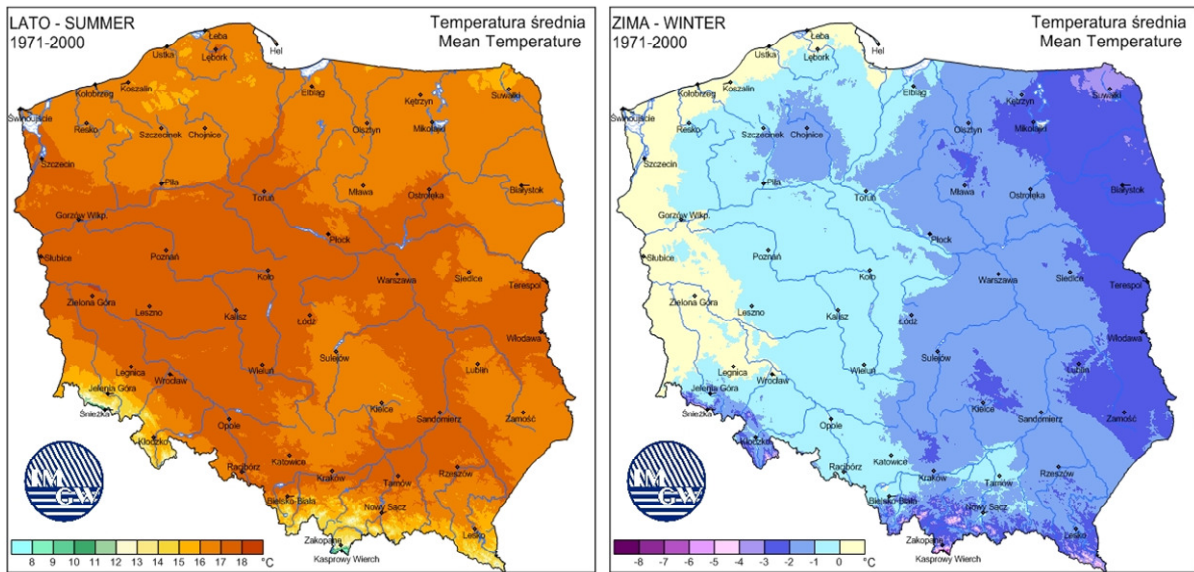 LATO - SUMMER
1971-2000
Temperatura średnia
Mean Temperature
Łeba
Hel
Ustka
Lębork
Koszalin
Kołobrzeg
Elbląg
Kętrzyn
Suwałki
Świnoujście
Resko
Szczecinek
Chojnice
Olsztyn
Mikołajki
Szczecin
Piła
Toruń
Mława
Ostrołęka
Białystok
Gorzów Wlkp.
Płock
Słubice
Poznań
Koło
Warszawa
Siedlce
Terespol
Zielona Góra
Leszno
Kalisz
Łódź
Włodawa
Sulejów
Legnica
Wrocław
Wieluń
Lublin
Jelenia Góra
Śnieżka
Kielce
Sandomierz
Zamość
Kłodzko
Opole
Katowice
Racibórz
Kraków
Tarnów
Rzeszów
Bielsko-Biała
Nowy Sącz
Lesko
Zakopane
Kasprowy Wierch
IMGW
8 9 10 11 12 13 14 15 16 17 18 °C
ZIMA - WINTER
1971-2000
Temperatura średnia
Mean Temperature
Łeba
Hel
Ustka
Lębork
Koszalin
Kołobrzeg
Elbląg
Kętrzyn
Suwałki
Świnoujście
Resko
Szczecinek
Chojnice
Olsztyn
Mikołajki
Szczecin
Piła
Toruń
Mława
Ostrołęka
Białystok
Gorzów Wlkp.
Płock
Słubice
Poznań
Koło
Warszawa
Siedlce
Terespol
Zielona Góra
Leszno
Kalisz
Łódź
Włodawa
Sulejów
Legnica
Wrocław
Wieluń
Lublin
Jelenia Góra
Śnieżka
Kielce
Sandomierz
Zamość
Kłodzko
Opole
Katowice
Racibórz
Kraków
Tarnów
Rzeszów
Bielsko-Biała
Nowy Sącz
Lesko
Zakopane
Kasprowy Wierch
IMGW
-8 -7 -6 -5 -4 -3 -2 -1 0 °C